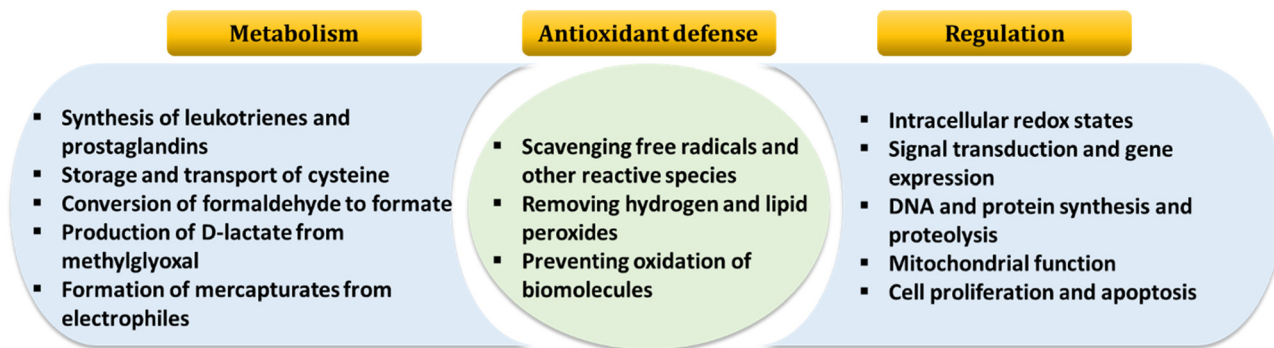 Metabolism
▪ Synthesis of leukotrienes and
prostaglandins
▪ Storage and transport of cysteine
▪ Conversion of formaldehyde to formate
▪ Production of D-lactate from
methylglyoxal
▪ Formation of mercapturates from
electrophiles
Antioxidant defense
▪ Scavenging free radicals and
other reactive species
▪ Removing hydrogen and lipid
peroxides
▪ Preventing oxidation of
biomolecules
Regulation
▪ Intracellular redox states
▪ Signal transduction and gene
expression
▪ DNA and protein synthesis and
proteolysis
▪ Mitochondrial function
▪ Cell proliferation and apoptosis